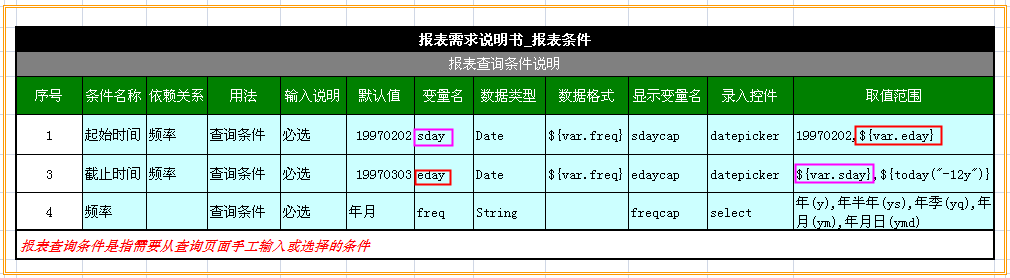 报表需求说明书_报表条件
报表查询条件说明
序号 条件名称 依赖关系 用法 输入说明 默认值 变量名 数据类型 数据格式 显示变量名 录入控件 取值范围
1 起始时间 频率 查询条件 必选 19970202 sday Date ${var.freq} sdaycap datepicker 19970202,${var.eday}
3 截止时间 频率 查询条件 必选 19970303 eday Date ${var.freq} edaycap datepicker ${var.sday},${today("-12y")}
4 频率 查询条件 必选 年月 freq String freqcap select 年(y),年半年(ys),年季(yq),年
月(ym),年月日(ymd)
报表查询条件是指需要从查询页面手工输入或选择的条件